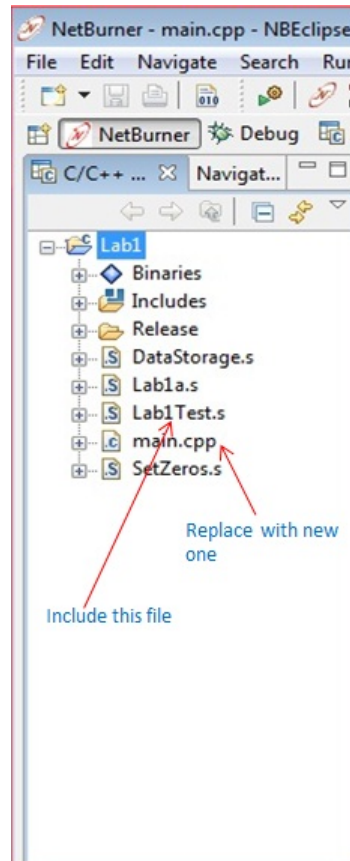 NetBurner - main.cpp - NBEclipse
File Edit Navigate Search Ru
010
NetBurner Debug
C/C++ ... Navigat...
Lab1
Binaries
Includes
Release
DataStorage.s
Lab1a.s
Lab1Test.s
main.cpp
SetZeros.s
Replace with new
one
Include this file